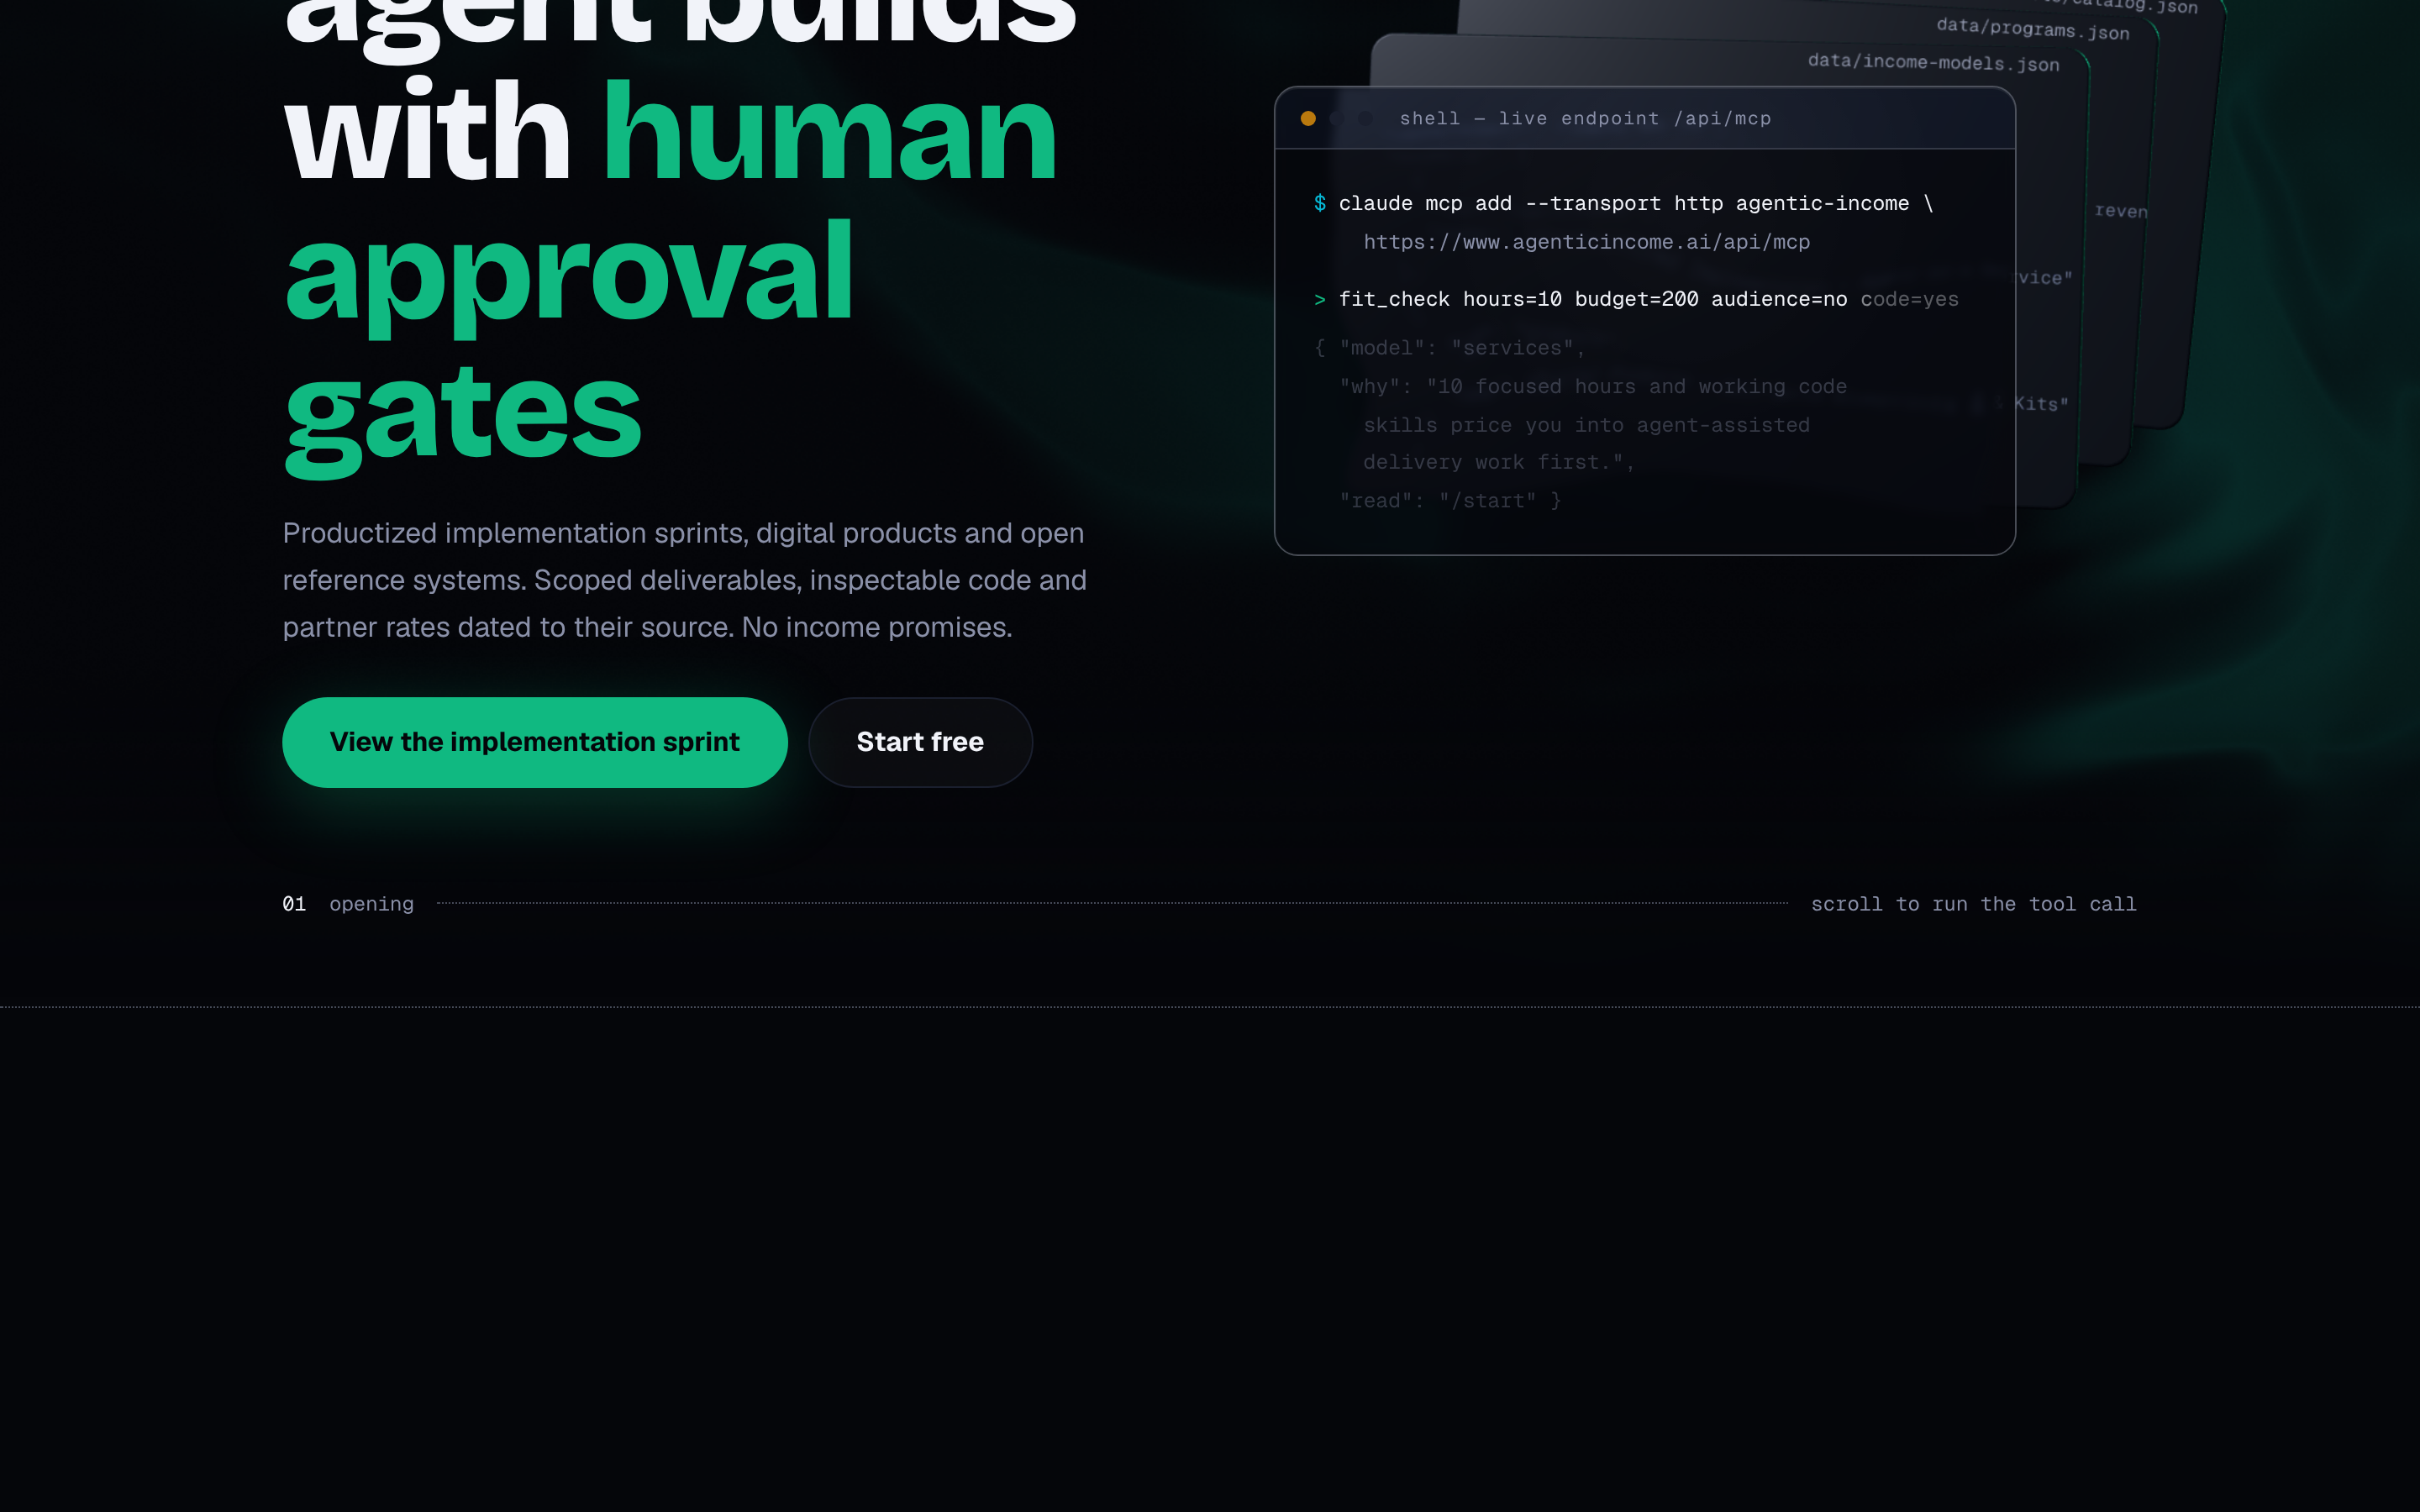 agent builds
with human
approval
gates
Productized implementation sprints, digital products and open
reference systems. Scoped deliverables, inspectable code and
partner rates dated to their source. No income promises.
View the implementation sprint
Start free
catalog.json
data/programs.json
data/income-models.json
shell — live endpoint /api/mcp
$ claude mcp add --transport http agentic-income \
https://www.agenticincome.ai/api/mcp
> fit_check hours=10 budget=200 audience=no code=yes
{ "model": "services",
"why": "10 focused hours and working code
skills price you into agent-assisted
delivery work first.",
"read": "/start" }
reven
vice"
Kits"
01 opening
scroll to run the tool call